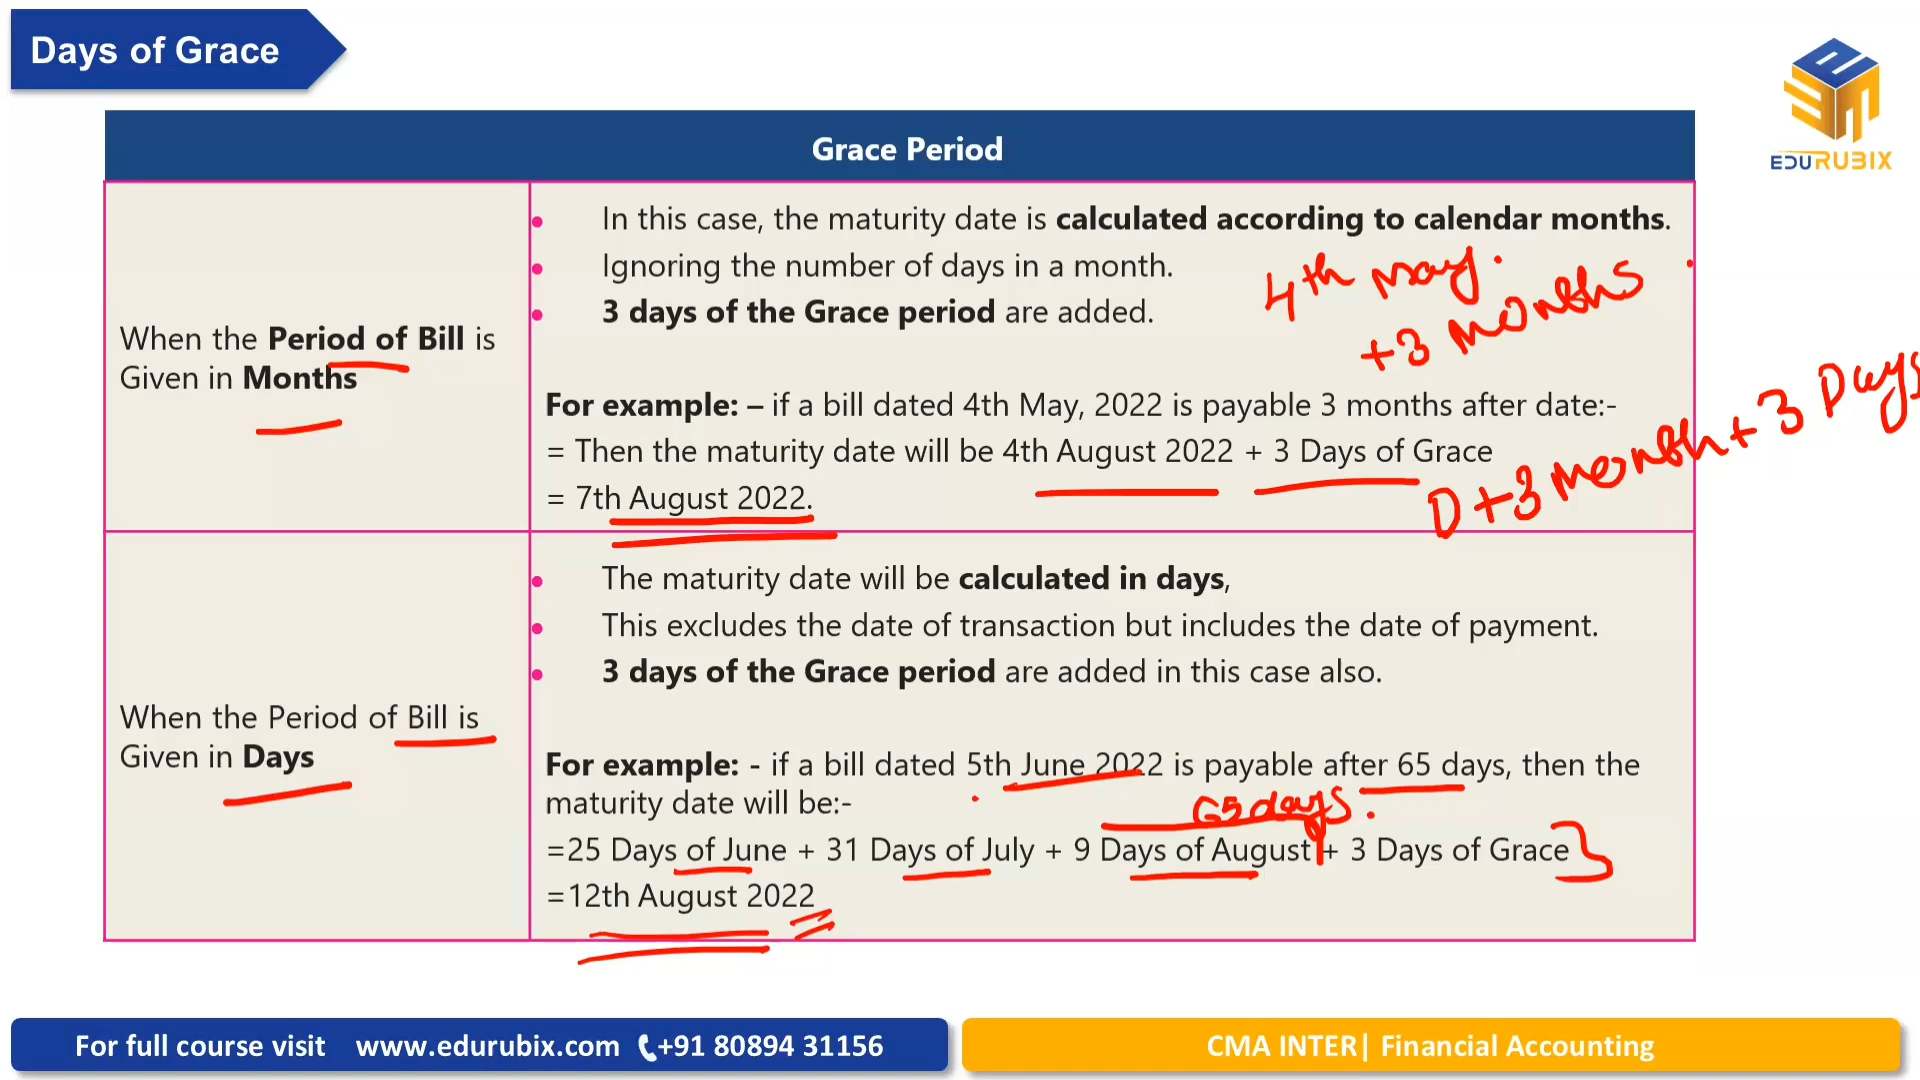 Days of Grace
EDURUBIX
Grace Period
When the Period of Bill is
Given in Months
• In this case, the maturity date is calculated according to calendar months.
• Ignoring the number of days in a month.
• 3 days of the Grace period are added.
4th May.
+3 Months
For example: – if a bill dated 4th May, 2022 is payable 3 months after date:-
= Then the maturity date will be 4th August 2022 + 3 Days of Grace
= 7th August 2022.
D+3 Month+3 Days
When the Period of Bill is
Given in Days
• The maturity date will be calculated in days,
• This excludes the date of transaction but includes the date of payment.
• 3 days of the Grace period are added in this case also.
For example: - if a bill dated 5th June 2022 is payable after 65 days, then the
maturity date will be:-
65 days.
=25 Days of June + 31 Days of July + 9 Days of August + 3 Days of Grace
=12th August 2022
For full course visit www.edurubix.com +91 80894 31156
CMA INTER| Financial Accounting